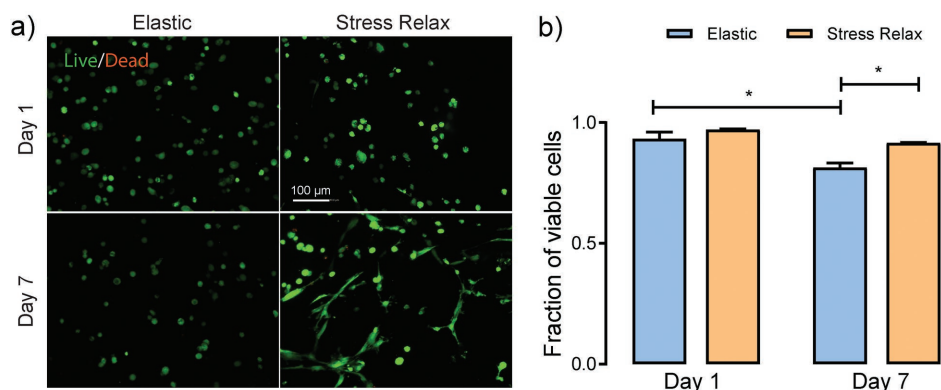 a)
Elastic
Stress Relax
Live/Dead
Day 1
100 µm
Day 7
b)
Elastic
Stress Relax
*
*
Fraction of viable cells
1.0
0.5
0.0
Day 1
Day 7